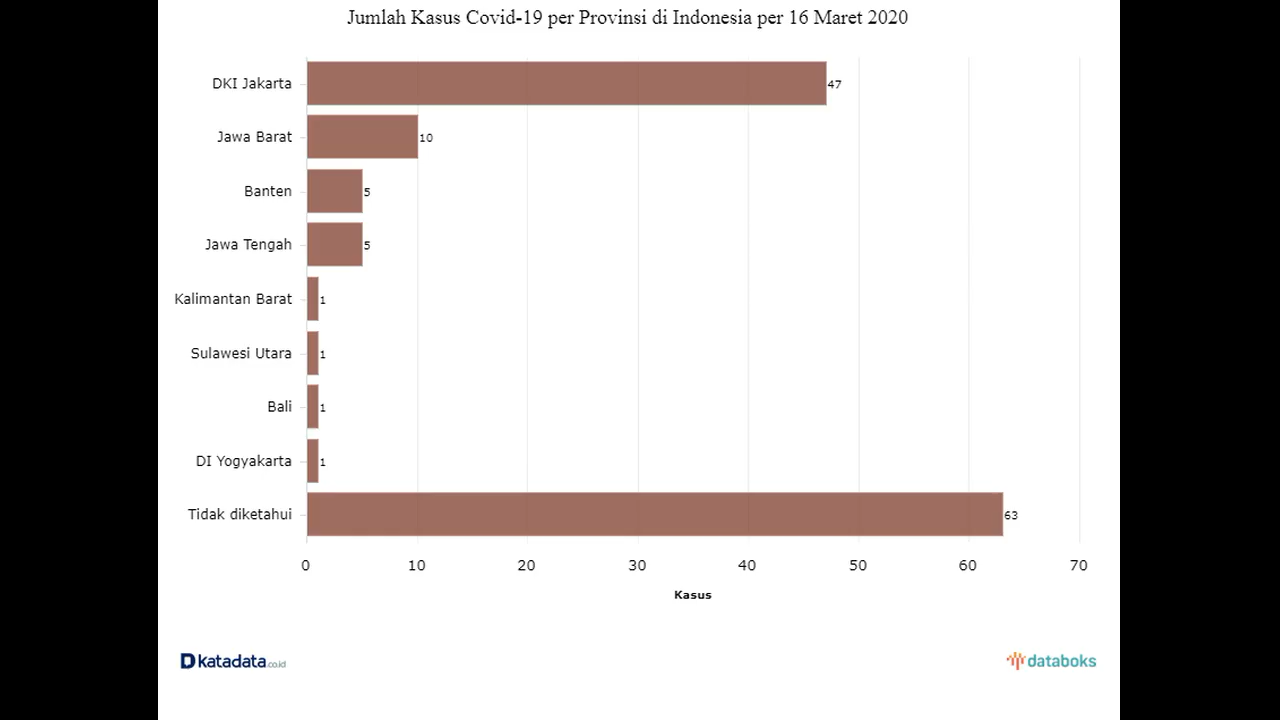 Jumlah Kasus Covid-19 per Provinsi di Indonesia per 16 Maret 2020
DKI Jakarta 47
Jawa Barat 10
Banten 5
Jawa Tengah 5
Kalimantan Barat 1
Sulawesi Utara 1
Bali 1
DI Yogyakarta 1
Tidak diketahui 63
0 10 20 30 40 50 60 70
Kasus
Dkatadata.co.id databoks